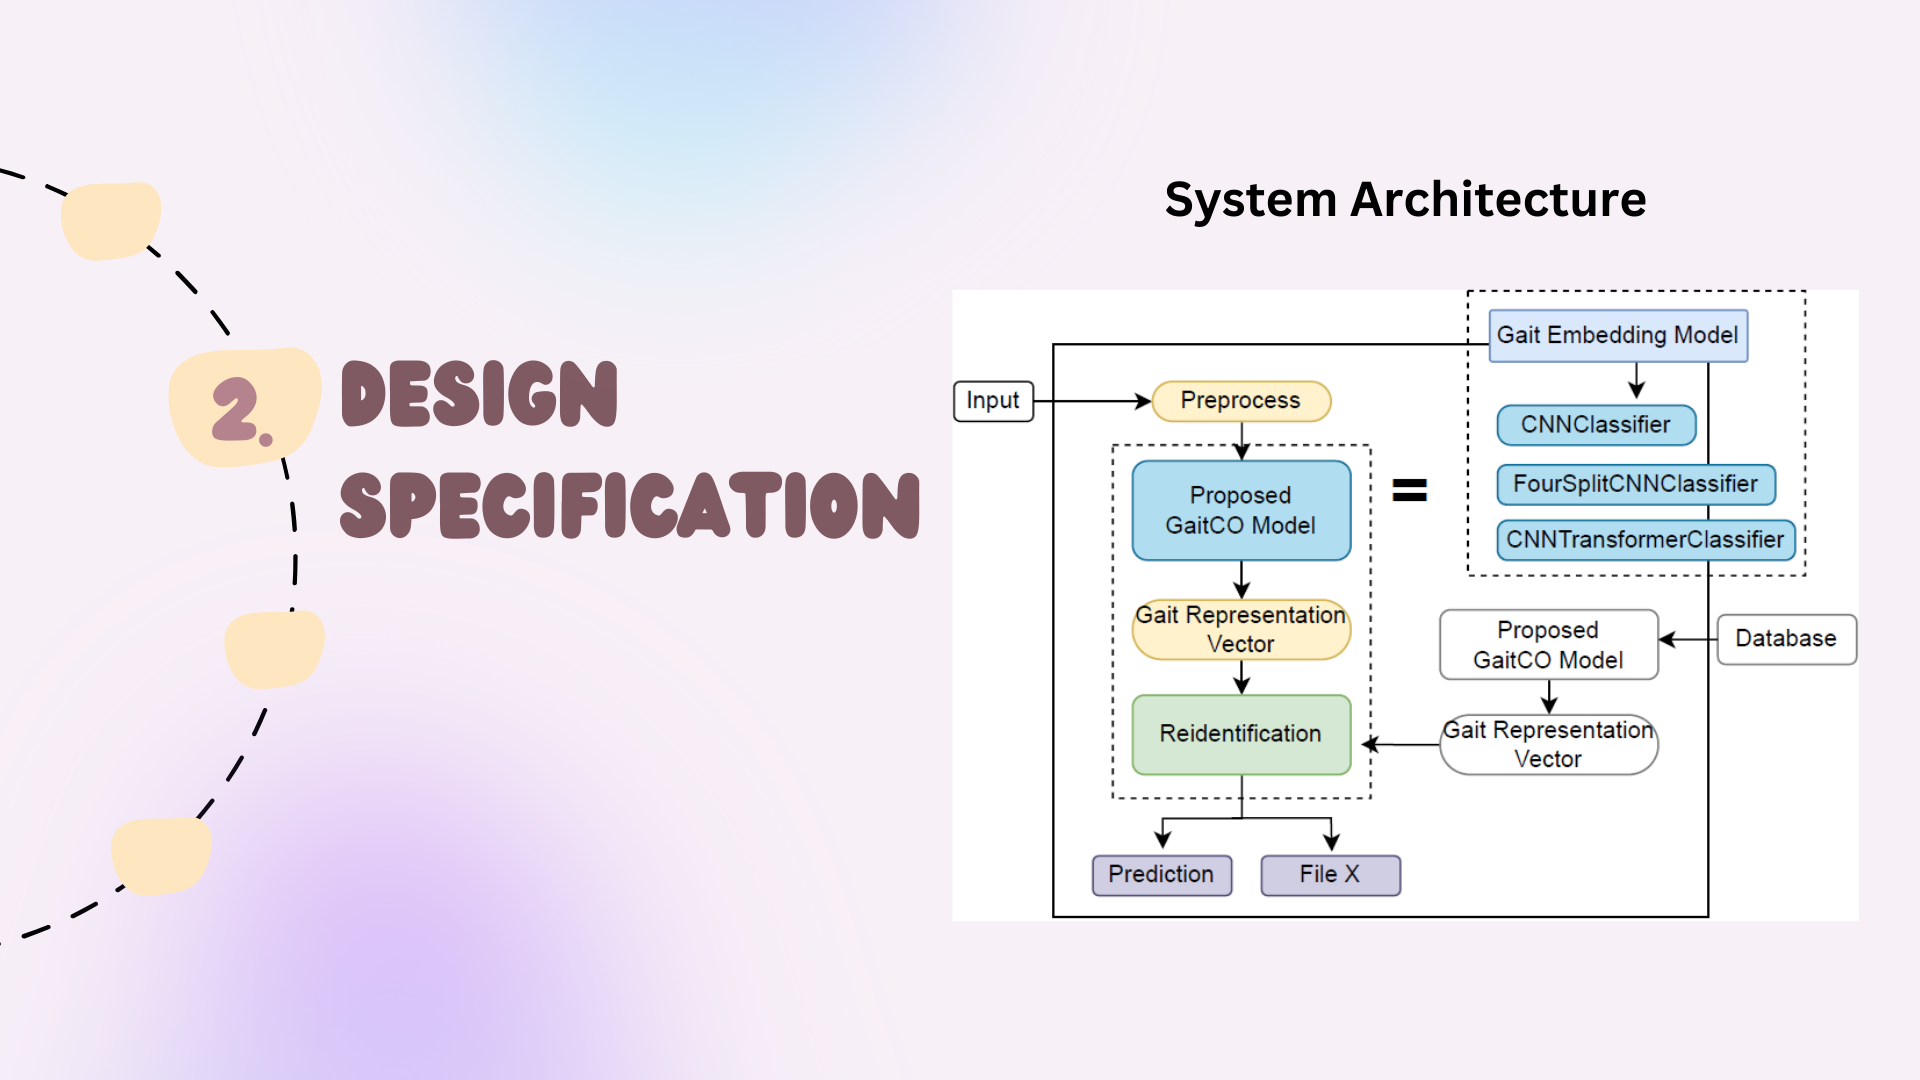 2.
DESIGN
SPECIFICATION
System Architecture
Input
Preprocess
Proposed
GaitCO Model
Gait Representation
Vector
Reidentification
Prediction
File X
=
Gait Embedding Model
CNNClassifier
FourSplitCNNClassifier
CNNTransformerClassifier
Proposed
GaitCO Model
Database
Gait Representation
Vector